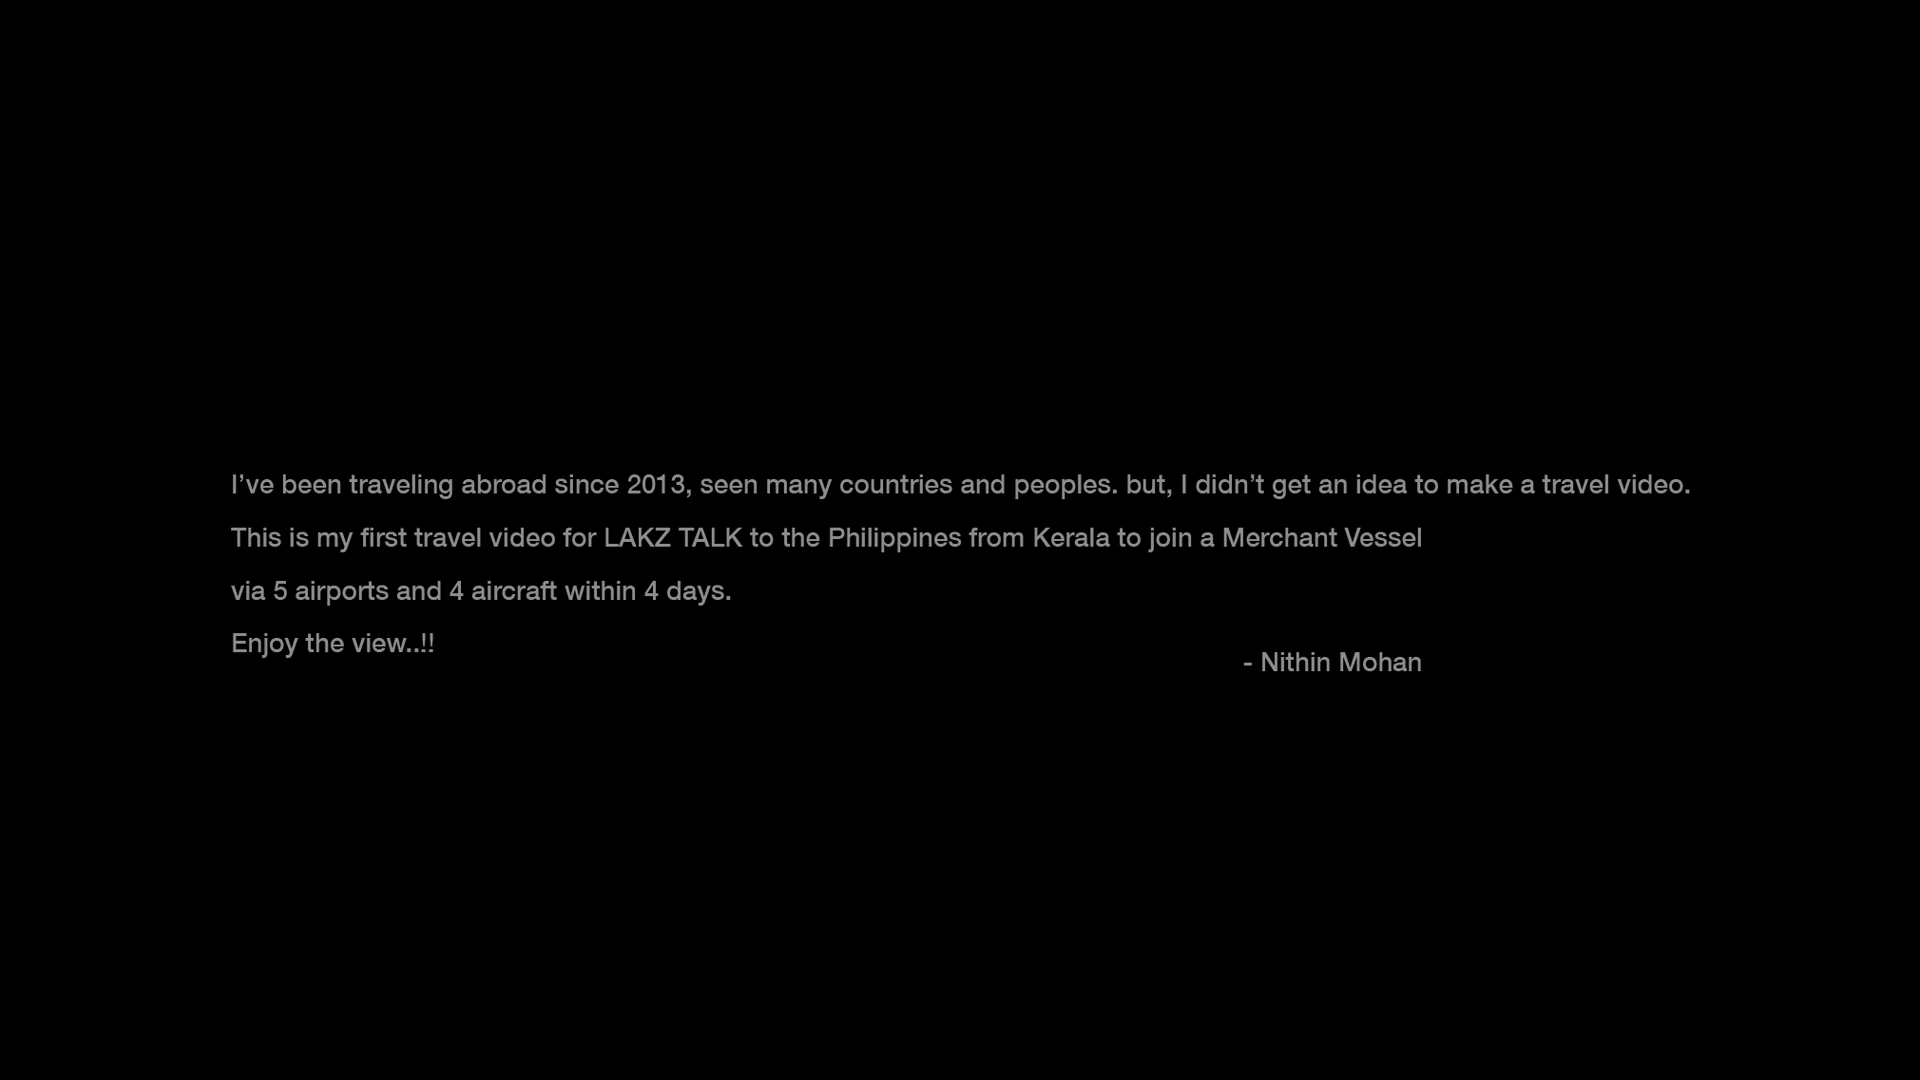 I’ve been traveling abroad since 2013, seen many countries and peoples. but, I didn’t get an idea to make a travel video.
This is my first travel video for LAKZ TALK to the Philippines from Kerala to join a Merchant Vessel
via 5 airports and 4 aircraft within 4 days.
Enjoy the view..!!
- Nithin Mohan